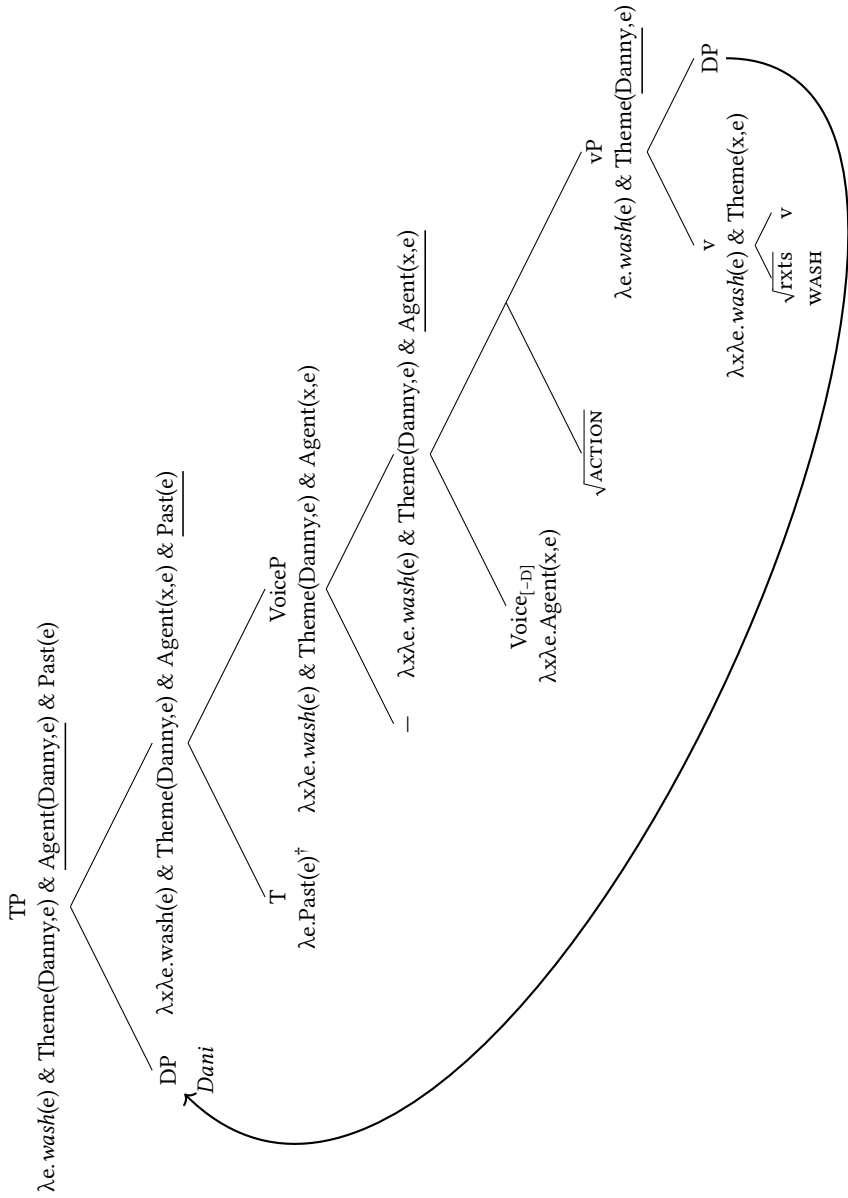 TP
λe.wash(e) & Theme(Danny,e) & Agent(Danny,e) & Past(e)
DP
Dani
λxλe.wash(e) & Theme(Danny,e) & Agent(x,e) & Past(e)
T
λe.Past(e)†
VoiceP
λxλe.wash(e) & Theme(Danny,e) & Agent(x,e)
–
λxλe.wash(e) & Theme(Danny,e) & Agent(x,e)
Voice[–D]
λxλe.Agent(x,e)
√ACTION
vP
λe.wash(e) & Theme(Danny,e)
v
λxλe.wash(e) & Theme(x,e)
√rxts
WASH
v
DP